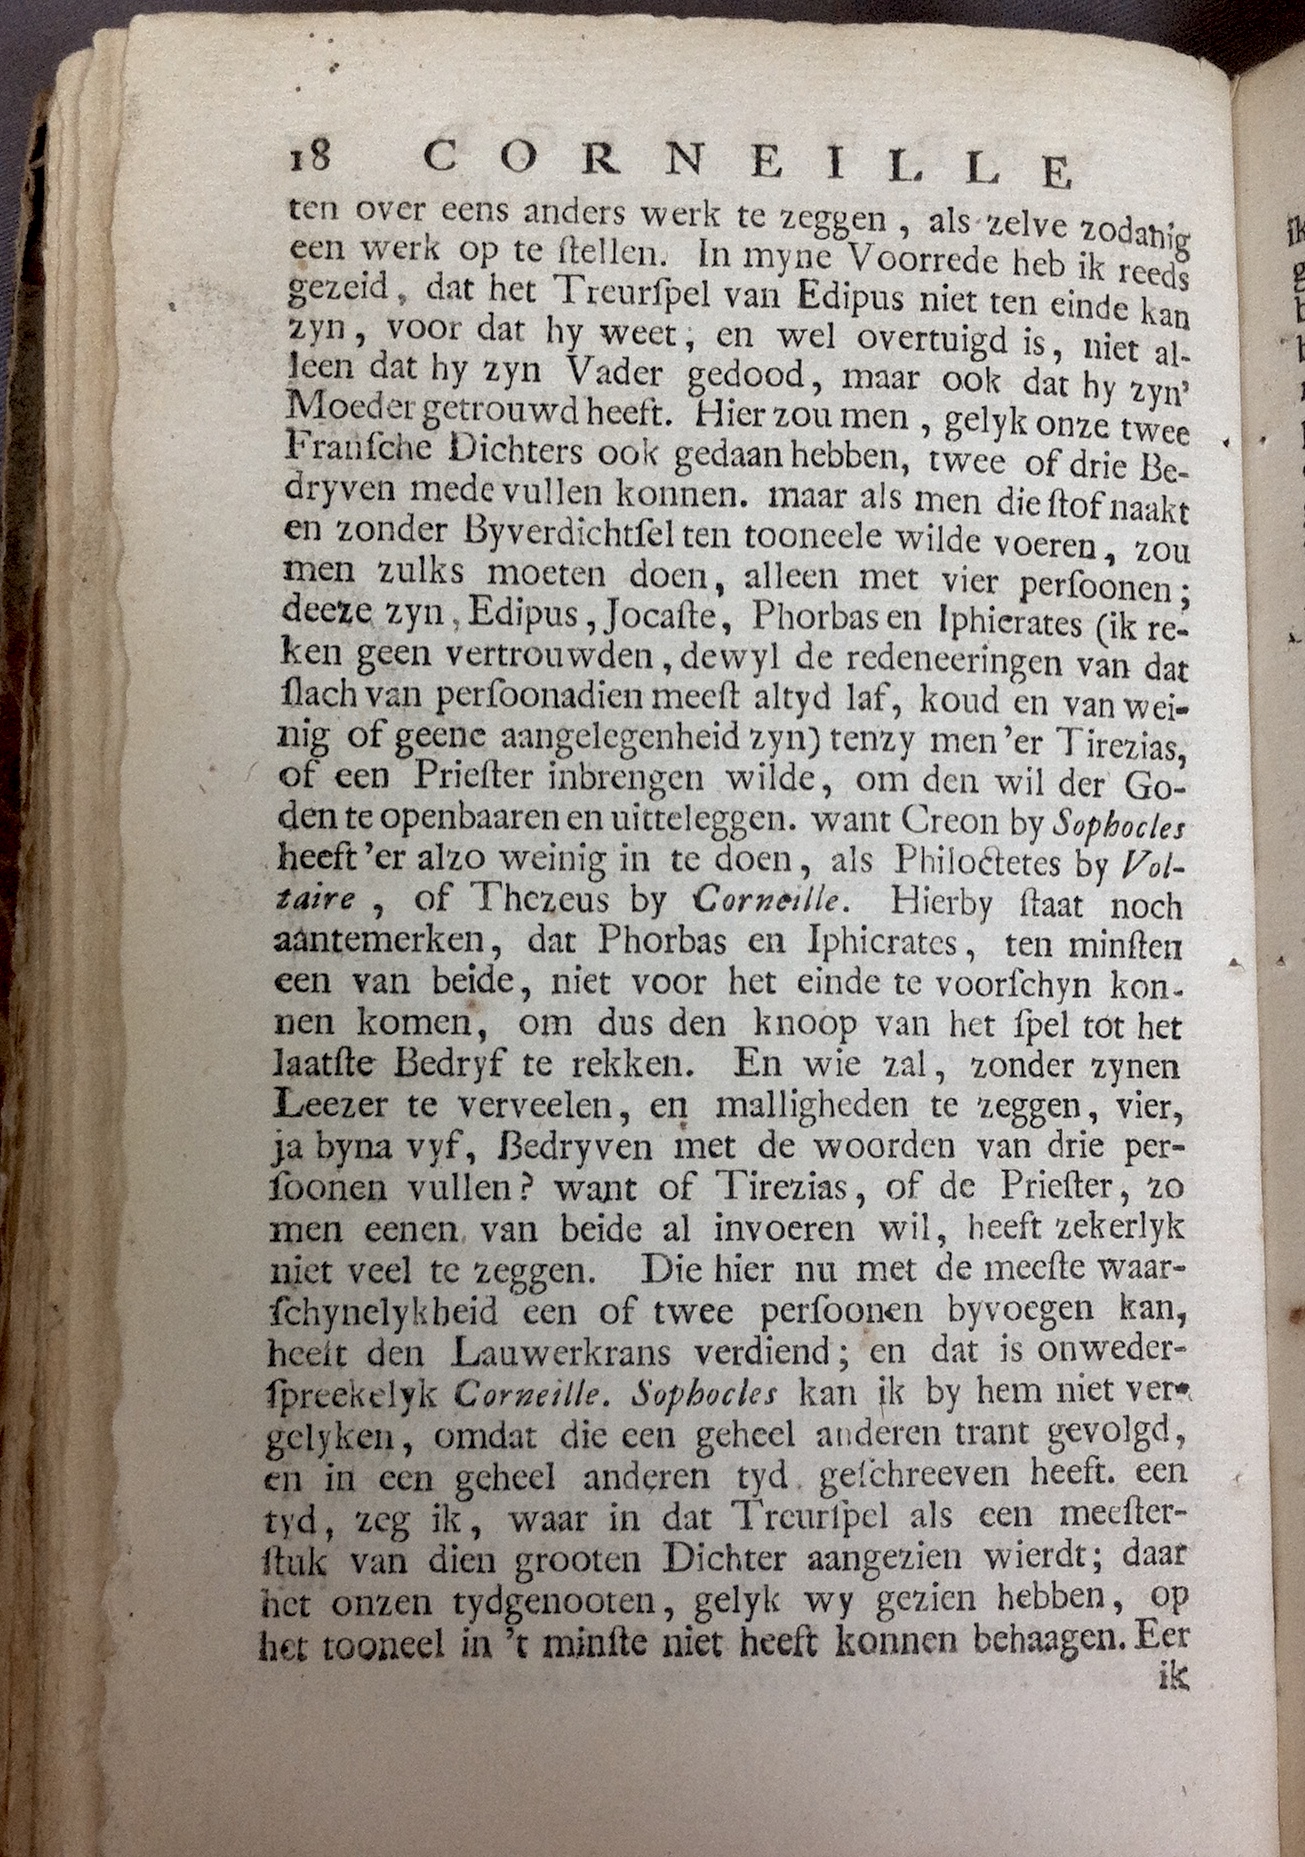 18 CORNEILLE
ten over eens anders werk te zeggen, als zelve zodanig
een werk op te ſtellen. In myne Voorrede heb ik reeds
gezeid, dat het Treurſpel van Edipus niet ten einde kan
zyn, voor dat hy weet, en wel overtuigd is, niet al-
leen dat hy zyn Vader gedood, maar ook dat hy zyn'
Moeder getrouwd heeft. Hier zou men, gelyk onze twee
Franſche Dichters ook gedaan hebben, twee of drie Be-
dryven mede vullen konnen. maar als men die ſtof naakt
en zonder Byverdichtſel ten tooneele wilde voeren, zou
men zulks moeten doen, alleen met vier perſoonen;
deeze zyn, Edipus, Jocaſte, Phorbas en Iphicrates (ik re-
ken geen vertrouwden, dewyl de redeneeringen van dat
ſlach van perſoonadien meeſt altyd laf, koud en van wei-
nig of geene aangelegenheid zyn) tenzy men 'er Tirezias,
of een Prieſter inbrengen wilde, om den wil der Go-
den te openbaaren en uitteleggen. want Creon by Sophocles
heeft 'er alzo weinig in te doen, als Philoctetes by Vol-
taire, of Thezeus by Corneille. Hierby ſtaat noch
aantemerken, dat Phorbas en Iphicrates, ten minſten
een van beide, niet voor het einde te voorſchyn kon-
nen komen, om dus den knoop van het ſpel tot het
laatſte Bedryf te rekken. En wie zal, zonder zynen
Leezer te verveelen, en malligheden te zeggen, vier,
ja byna vyf, Bedryven met de woorden van drie per-
ſoonen vullen? want of Tirezias, of de Prieſter, zo
men eenen van beide al invoeren wil, heeft zekerlyk
niet veel te zeggen. Die hier nu met de meeſte waar-
ſchynelykheid een of twee perſoonen byvoegen kan,
heeft den Lauwerkrans verdiend; en dat is onweder-
ſpreekelyk Corneille. Sophocles kan ik by hem niet ver-
gelyken, omdat die een geheel anderen trant gevolgd,
en in een geheel anderen tyd geſchreeven heeft. een
tyd, zeg ik, waar in dat Treurſpel als een meeſter-
ſtuk van dien grooten Dichter aangezien wierdt; daar
het onzen tydgenooten, gelyk wy gezien hebben, op
het tooneel in 't minſte niet heeft konnen behaagen. Eer
ik